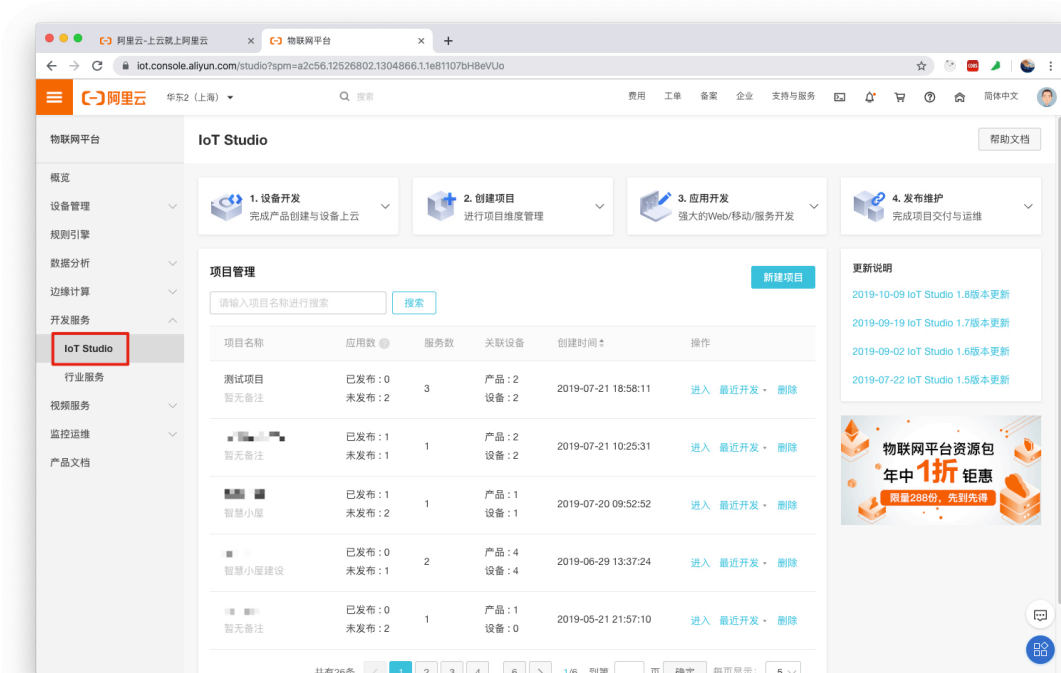 阿里云-上云就上阿里云
物联网平台
iot.console.aliyun.com/studio?spm=a2c56.12526802.1304866.1.1e81107bH8eVUo
阿里云 华东2（上海） 搜索 费用 工单 备案 企业 支持与服务 简体中文
物联网平台
概览
设备管理
规则引擎
数据分析
边缘计算
开发服务
IoT Studio
行业服务
视频服务
监控运维
产品文档
IoT Studio
帮助文档
1. 设备开发
完成产品创建与设备上云
2. 创建项目
进行项目维度管理
3. 应用开发
强大的Web/移动/服务开发
4. 发布维护
完成项目交付与运维
项目管理
新建项目
请输入项目名称进行搜索 搜索
项目名称 应用数 服务数 关联设备 创建时间 操作
测试项目 已发布：0 3 产品：2 2019-07-21 18:58:11 进入 最近开发 删除
暂无备注 未发布：2 设备：2
已发布：1 1 产品：2 2019-07-21 10:25:31 进入 最近开发 删除
暂无备注 未发布：1 设备：2
已发布：1 1 产品：1 2019-07-20 09:52:52 进入 最近开发 删除
智慧小屋 未发布：2 设备：1
已发布：0 2 产品：4 2019-06-29 13:37:24 进入 最近开发 删除
智慧小屋建设 未发布：1 设备：4
已发布：0 1 产品：1 2019-05-21 21:57:10 进入 最近开发 删除
暂无备注 未发布：2 设备：0
共有26条 1 2 3 4 6 1/6 到第 页 确定 每页显示： 5
更新说明
2019-10-09 IoT Studio 1.8版本更新
2019-09-19 IoT Studio 1.7版本更新
2019-09-02 IoT Studio 1.6版本更新
2019-07-22 IoT Studio 1.5版本更新
物联网平台资源包
年中1折钜惠
限量288份，先到先得